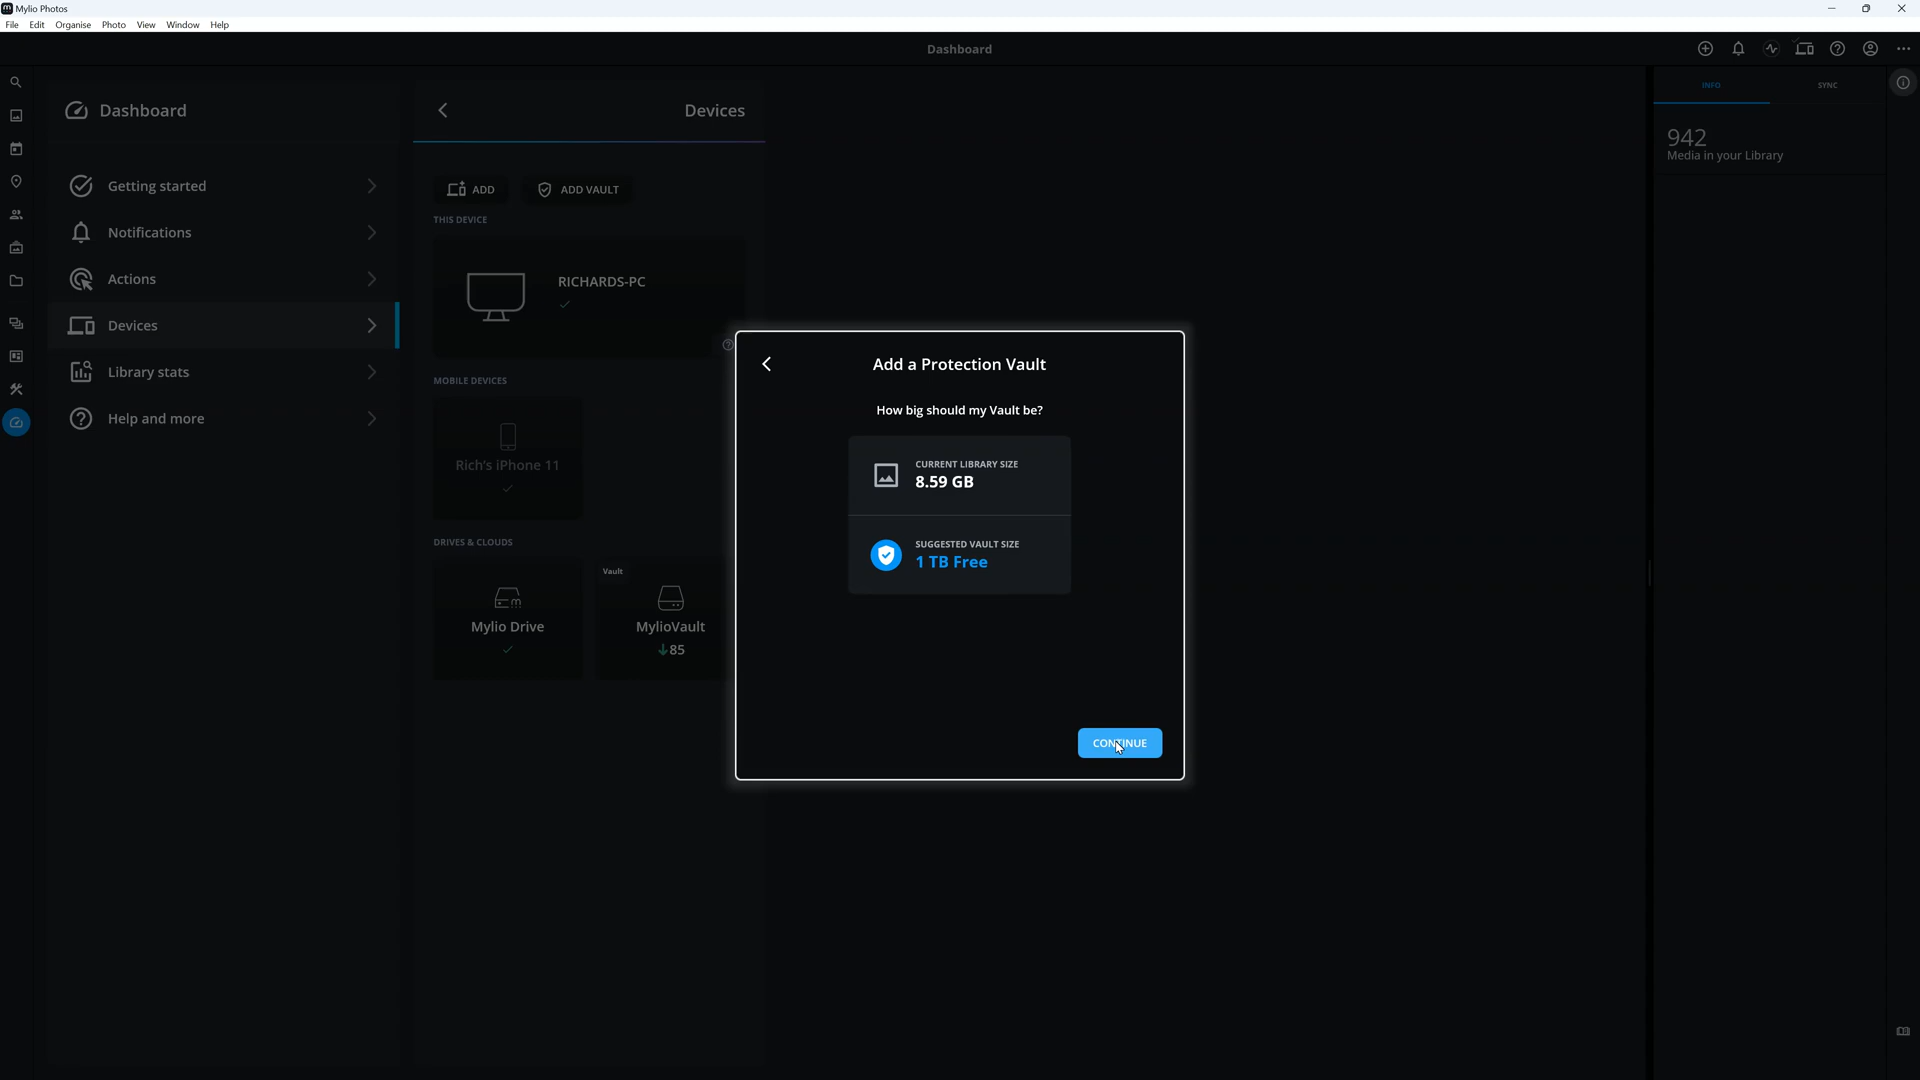 Mylio Photos
File Edit Organise Photo View Window Help
Dashboard
Dashboard
Getting started
Notifications
Actions
Devices
Library stats
Help and more
Devices
ADD
ADD VAULT
THIS DEVICE
RICHARDS-PC
MOBILE DEVICES
Rich's iPhone 11
DRIVES & CLOUDS
Mylio Drive
Vault
MylioVault
85
Add a Protection Vault
How big should my Vault be?
CURRENT LIBRARY SIZE
8.59 GB
SUGGESTED VAULT SIZE
1 TB Free
CONTINUE
INFO SYNC
942
Media in your Library